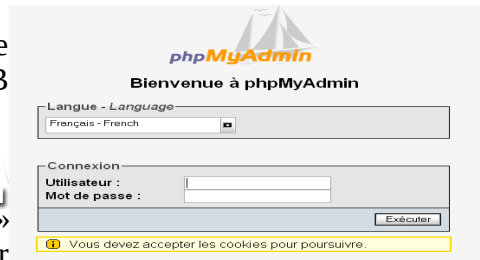 phpMyAdmin
Bienvenue à phpMyAdmin
Langue - Language
Français - French
Connexion
Utilisateur :
Mot de passe :
Exécuter
Vous devez accepter les cookies pour poursuivre.
e
B
»
r